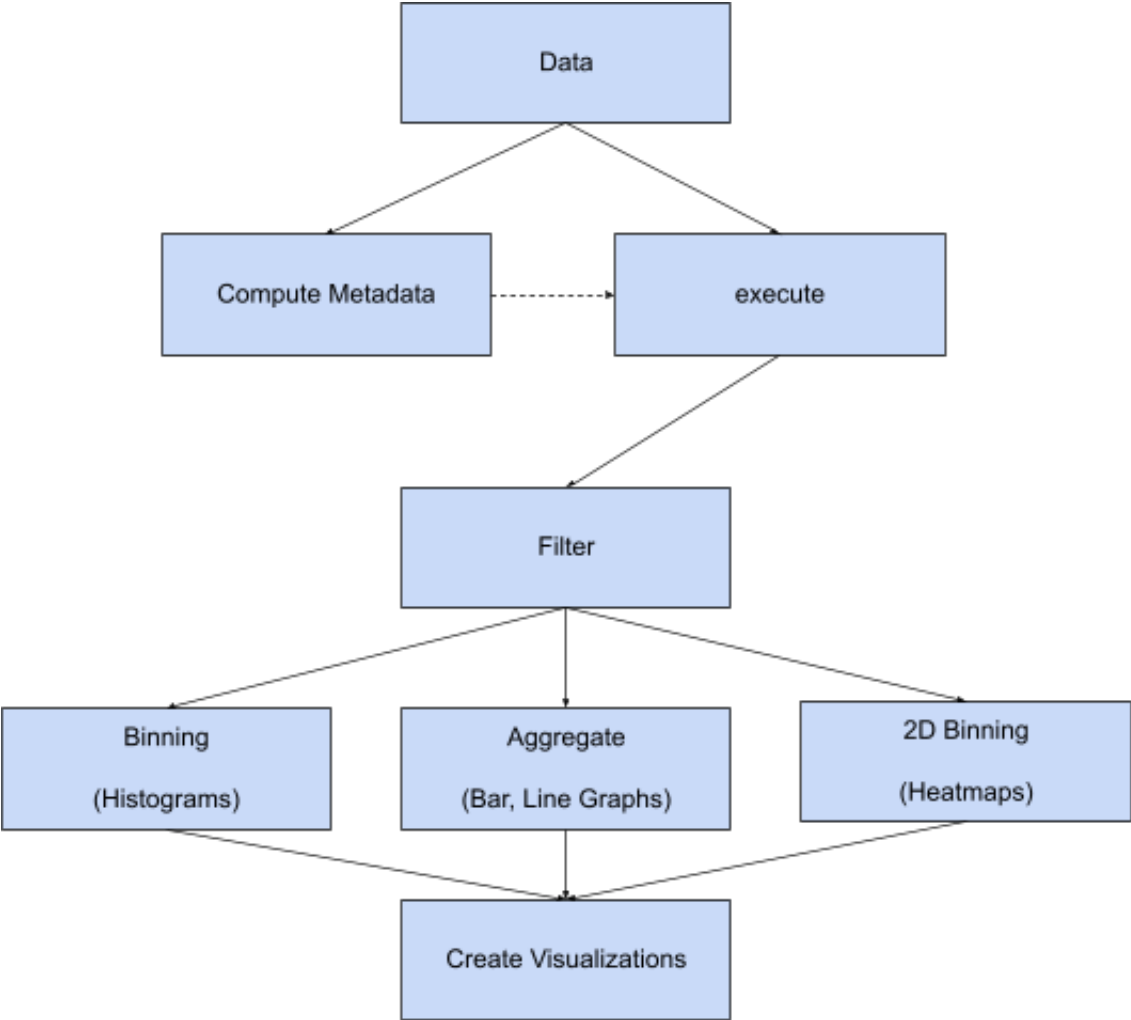 Data
Compute Metadata
execute
Filter
Binning
(Histograms)
Aggregate
(Bar, Line Graphs)
2D Binning
(Heatmaps)
Create Visualizations